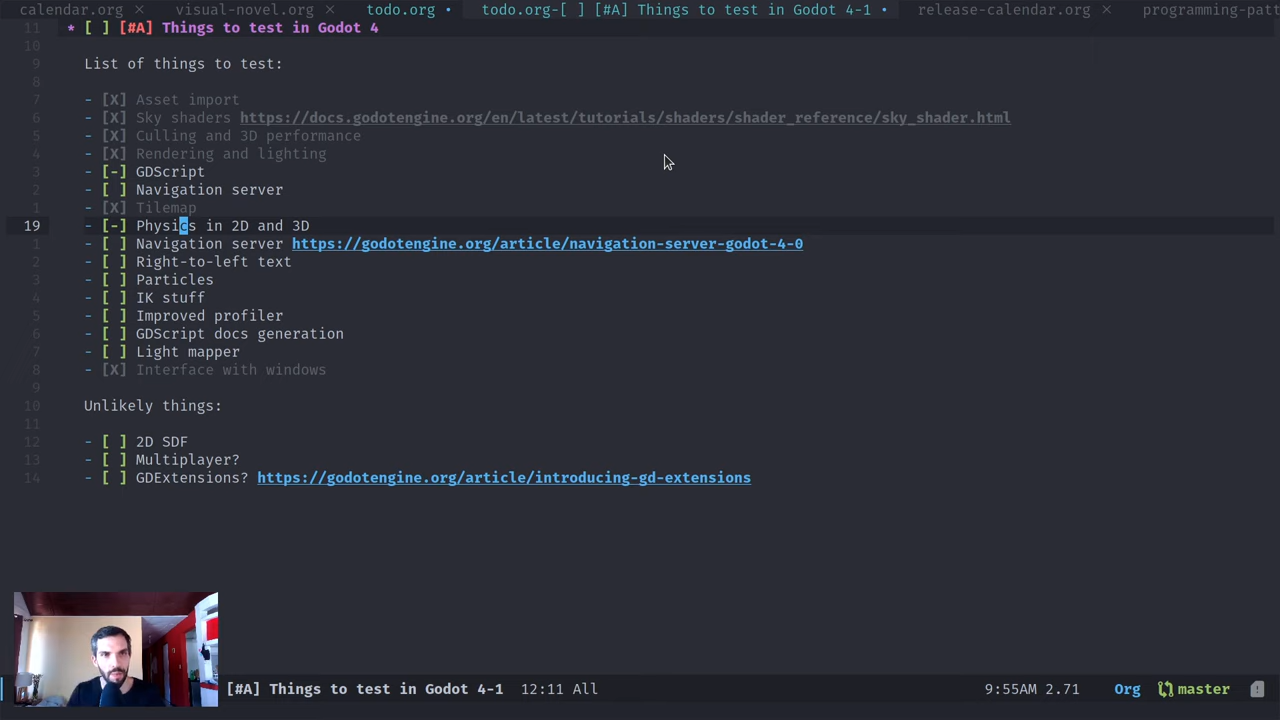 calendar.org × visual-novel.org × todo.org • todo.org-[ ] [#A] Things to test in Godot 4-1 • release-calendar.org × programming-patt
11 * [ ] [#A] Things to test in Godot 4
10
9 List of things to test:
8
7 - [X] Asset import
6 - [X] Sky shaders https://docs.godotengine.org/en/latest/tutorials/shaders/shader_reference/sky_shader.html
5 - [X] Culling and 3D performance
4 - [X] Rendering and lighting
3 - [-] GDScript
2 - [ ] Navigation server
1 - [X] Tilemap
19 - [-] Physics in 2D and 3D
1 - [ ] Navigation server https://godotengine.org/article/navigation-server-godot-4-0
2 - [ ] Right-to-left text
3 - [ ] Particles
4 - [ ] IK stuff
5 - [ ] Improved profiler
6 - [ ] GDScript docs generation
7 - [ ] Light mapper
8 - [X] Interface with windows
9
10 Unlikely things:
11
12 - [ ] 2D SDF
13 - [ ] Multiplayer?
14 - [ ] GDExtensions? https://godotengine.org/article/introducing-gd-extensions
[#A] Things to test in Godot 4-1 12:11 All 9:55AM 2.71 Org master